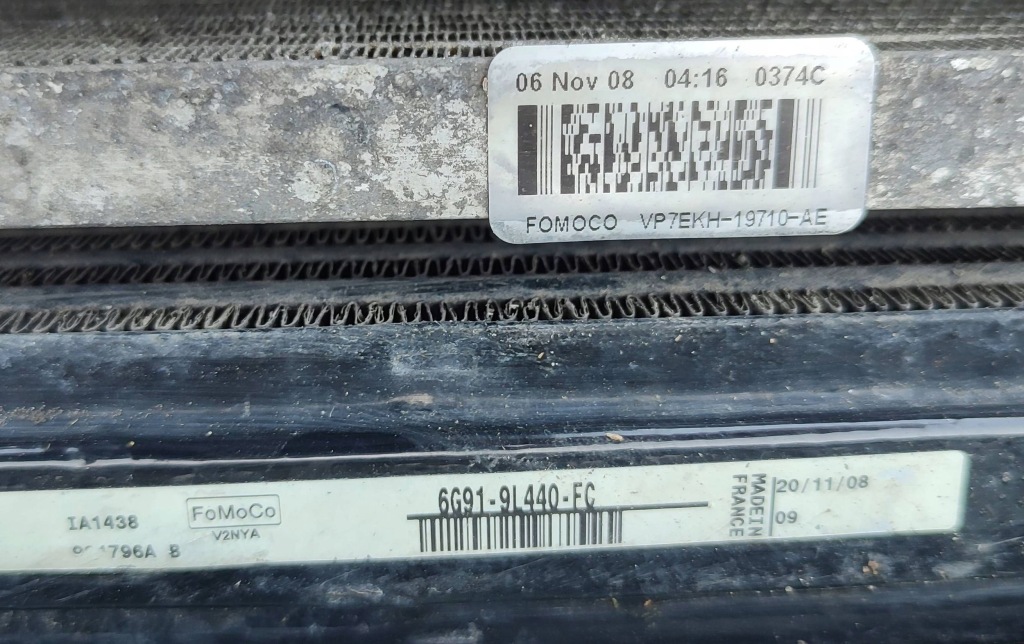 06 Nov 08 04:16 0374C
FOMOCO VP7EKH-19710-AE
IA1438
FoMoCo
V2NYA
6G91-9L440-FC
MADE IN
FRANCE
20/11/08
09
B